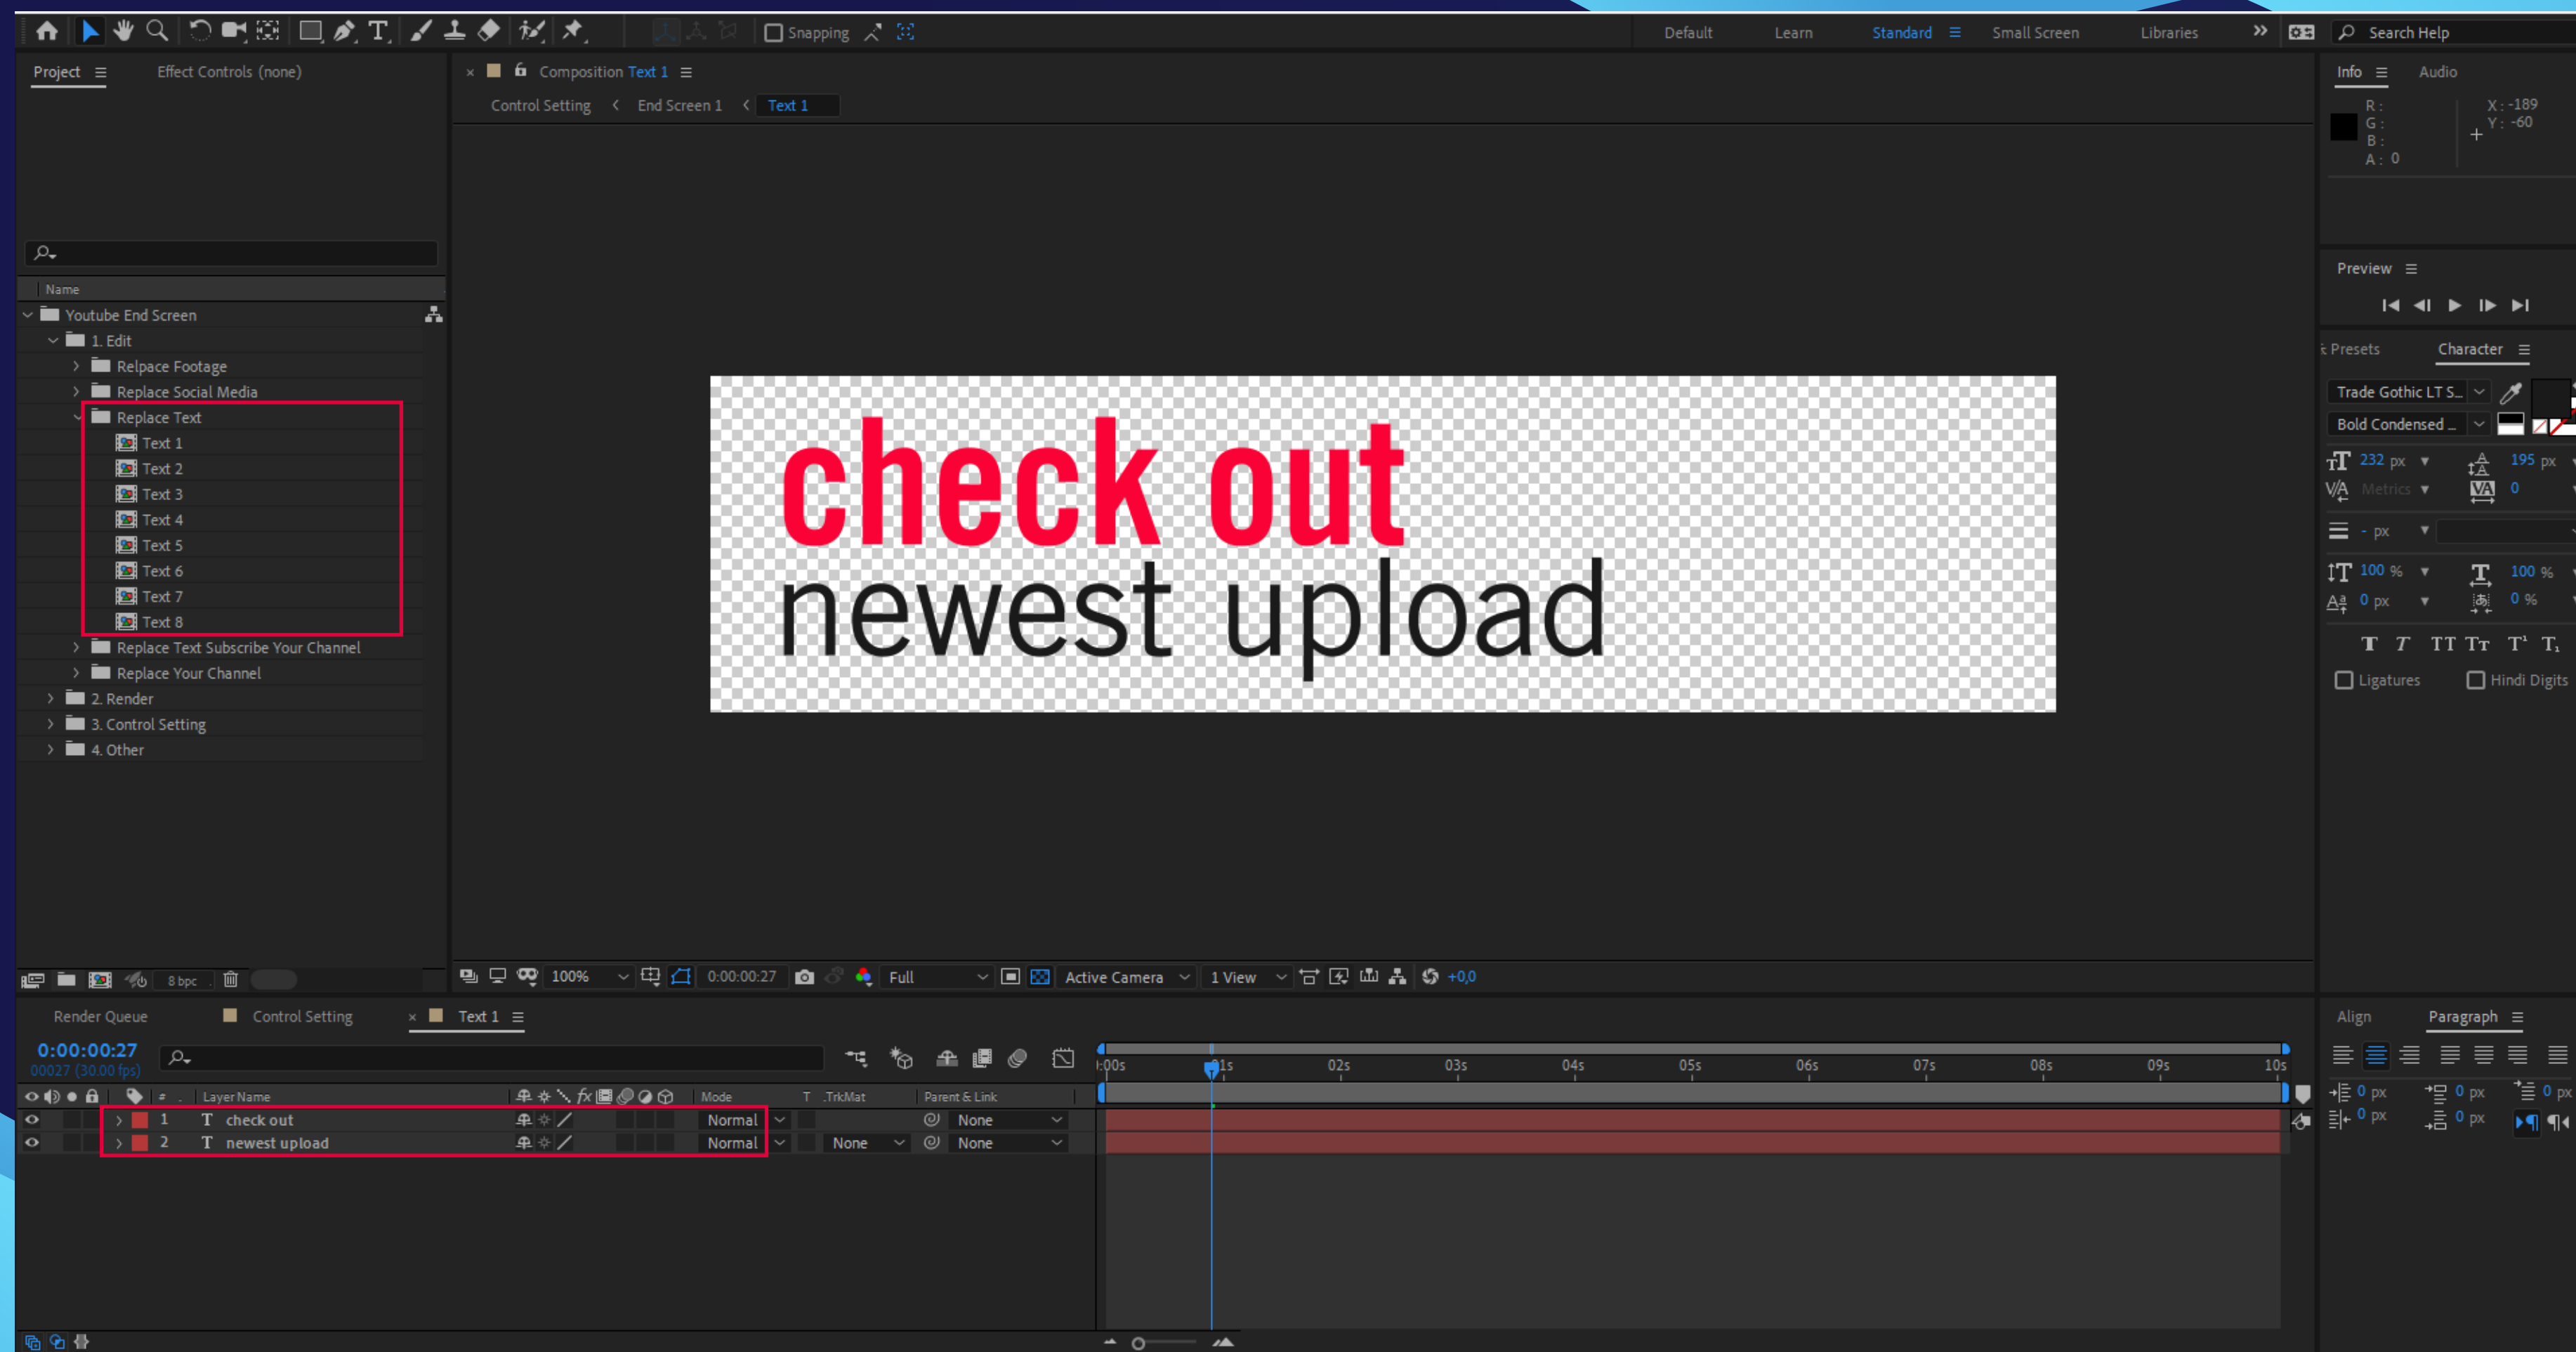 Snapping
Default Learn Standard Small Screen Libraries Search Help
Project Effect Controls (none)
Composition Text 1
Control Setting End Screen 1 Text 1
Info Audio
R: X: -189
G: Y: -60
B:
A: 0
Name
Youtube End Screen
1. Edit
Relpace Footage
Replace Social Media
Replace Text
Text 1
Text 2
Text 3
Text 4
Text 5
Text 6
Text 7
Text 8
Replace Text Subscribe Your Channel
Replace Your Channel
2. Render
3. Control Setting
4. Other
check out
newest upload
Preview
Presets Character
Trade Gothic LT S...
Bold Condensed ...
232 px 195 px
Metrics 0
- px
100 % 100 %
0 px 0 %
Ligatures Hindi Digits
8 bpc
100% 0:00:00:27 Full Active Camera 1 View +0,0
Render Queue Control Setting Text 1
0:00:00:27
00027 (30.00 fps)
:00s 01s 02s 03s 04s 05s 06s 07s 08s 09s 10s
# Layer Name Mode T .TrkMat Parent & Link
1 T check out Normal None
2 T newest upload Normal None None
Align Paragraph
0 px 0 px 0 px
0 px 0 px